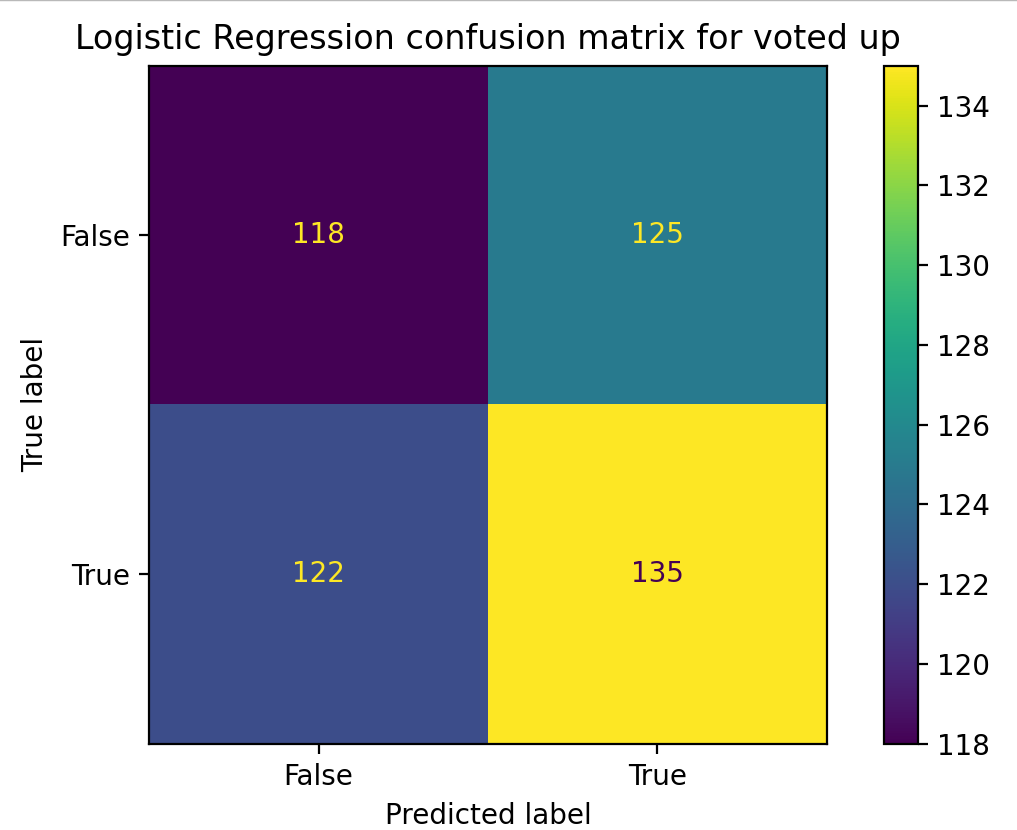 Logistic Regression confusion matrix for voted up
True label
False
True
118
125
122
135
False
True
Predicted label
134
132
130
128
126
124
122
120
118